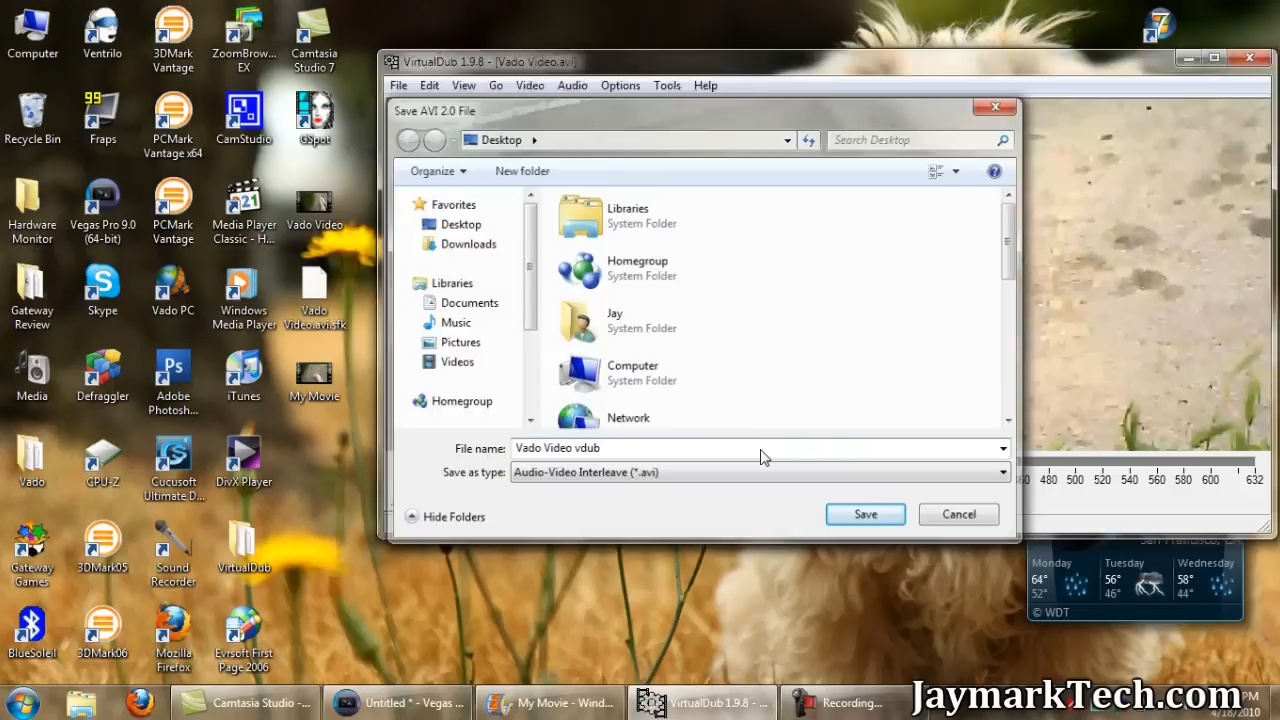 Computer
Ventrilo
3DMark
Vantage
ZoomBrow...
EX
Camtasia
Studio 7
Recycle Bin
99
Fraps
PCMark
Vantage x64
CamStudio
GSpot
Hardware
Monitor
Vegas Pro 9.0
(64-bit)
PCMark
Vantage
321
Media Player
Classic - H...
Vado Video
Gateway
Review
Skype
Vado PC
Windows
Media Player
Vado
Video.avi.sfk
Media
Defraggler
Ps
Adobe
Photosh...
iTunes
My Movie
Vado
CPU-Z
Cucusoft
Ultimate D...
DivX Player
Gateway
Games
3DMark05
Sound
Recorder
VirtualDub
BlueSoleil
3DMark06
Mozilla
Firefox
Evrsoft First
Page 2006
7
VirtualDub 1.9.8 - [Vado Video.avi]
File Edit View Go Video Audio Options Tools Help
Save AVI 2.0 File
Desktop
Search Desktop
Organize New folder
Favorites
Desktop
Downloads
Libraries
Documents
Music
Pictures
Videos
Homegroup
Libraries
System Folder
Homegroup
System Folder
Jay
System Folder
Computer
System Folder
Network
File name: Vado Video vdub
Save as type: Audio-Video Interleave (*.avi)
Hide Folders
Save Cancel
480 500 520 540 560 580 600 632
Monday Tuesday Wednesday
64° 56° 58°
52° 46° 44°
© WDT
Camtasia Studio -...
Untitled * - Vegas ...
My Movie - Wind...
VirtualDub 1.9.8 - ...
Recording...
JaymarkTech.com
PM
4/18/2010